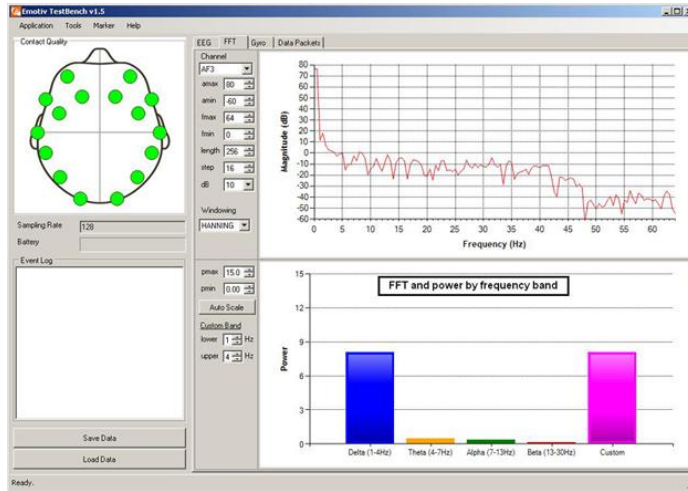 Emotiv TestBench v1.5
Application Tools Marker Help
Contact Quality
Sampling Rate 128
Battery
Event Log
Save Data
Load Data
Ready.
EEG FFT Gyro Data Packets
Channel
AF3
amax 80
amin -60
fmax 64
fmin 0
length 256
step 16
dB 10
Windowing
HANNING
80
70
60
50
40
30
20
10
0
-10
-20
-30
-40
-50
-60
Magnitude (dB)
0 5 10 15 20 25 30 35 40 45 50 55 60
Frequency (Hz)
pmax 15.0
pmin 0.00
Auto Scale
Custom Band
lower 1 Hz
upper 4 Hz
FFT and power by frequency band
15
12
9
6
3
0
Power
Delta (1-4Hz) Theta (4-7Hz) Alpha (7-13Hz) Beta (13-30Hz) Custom